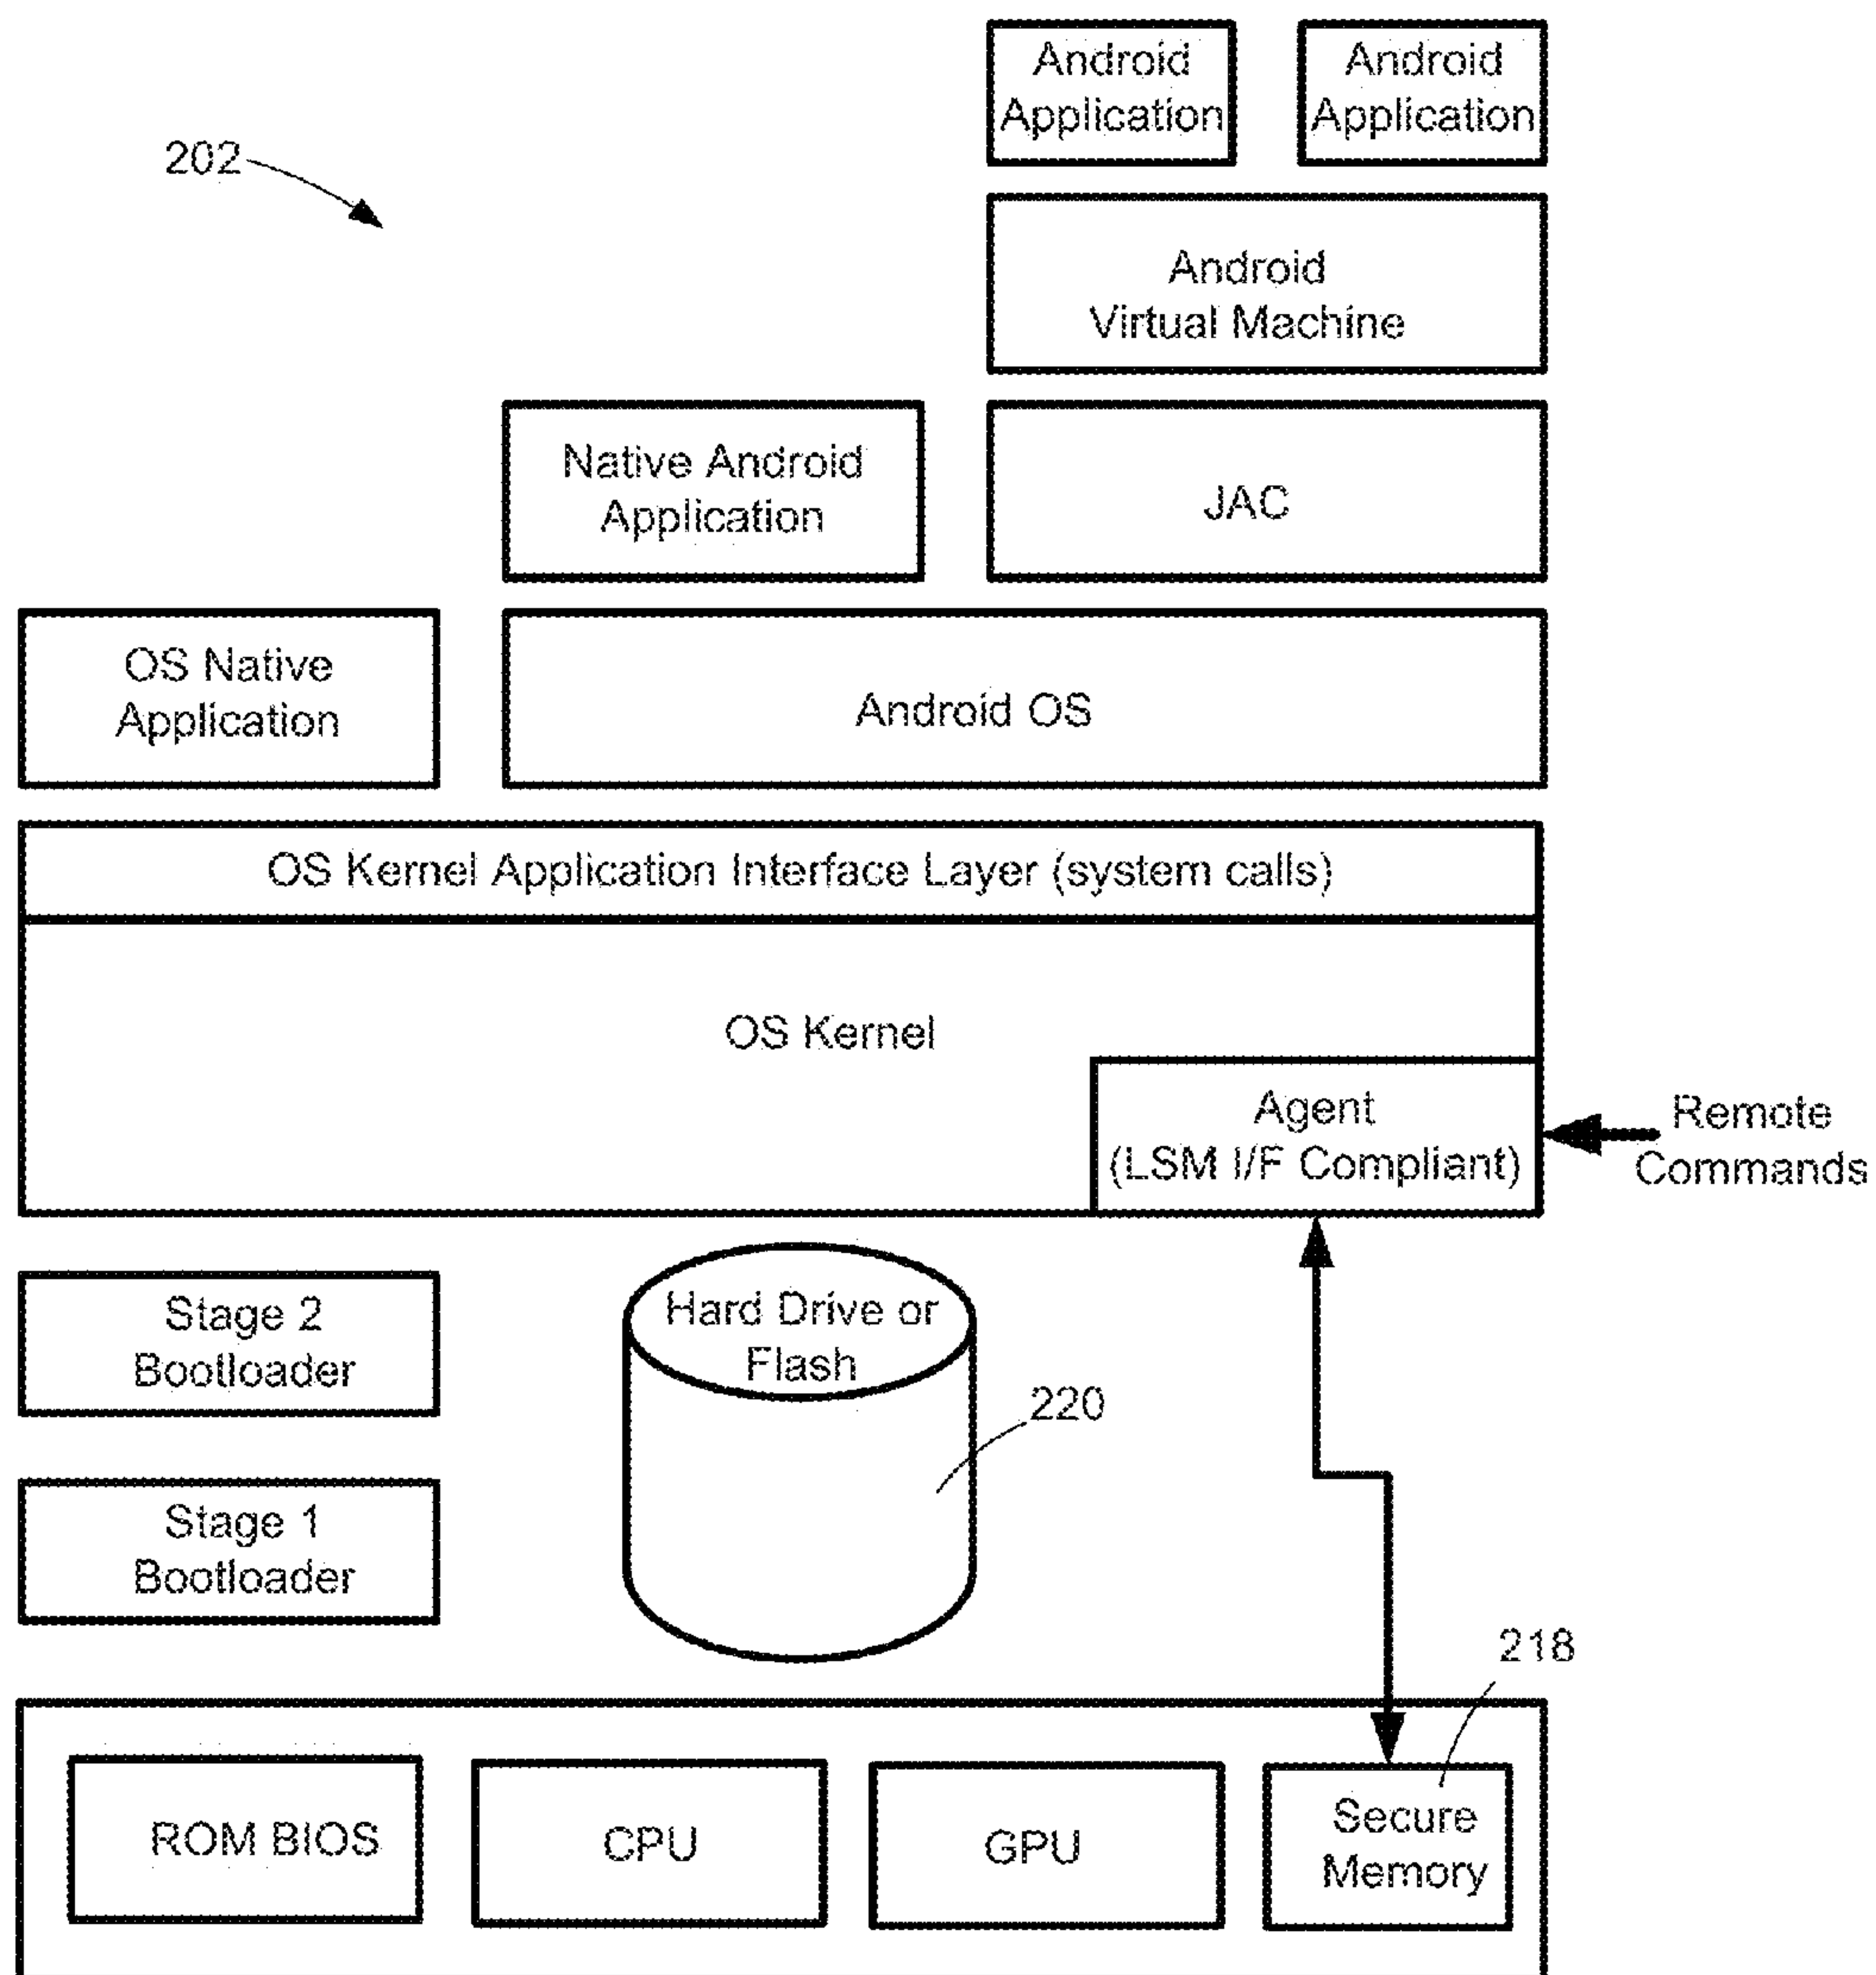 Android
Application
Android
Application
202
Android
Virtual Machine
Native Android
Application
JAC
OS Native
Application
Android OS
OS Kernel Application Interface Layer (system calls)
OS Kernel
Agent
(LSM I/F Compliant)
Remote
Commands
Stage 2
Bootloader
Hard Drive or
Flash
220
Stage 1
Bootloader
218
ROM BIOS
CPU
GPU
Secure
Memory